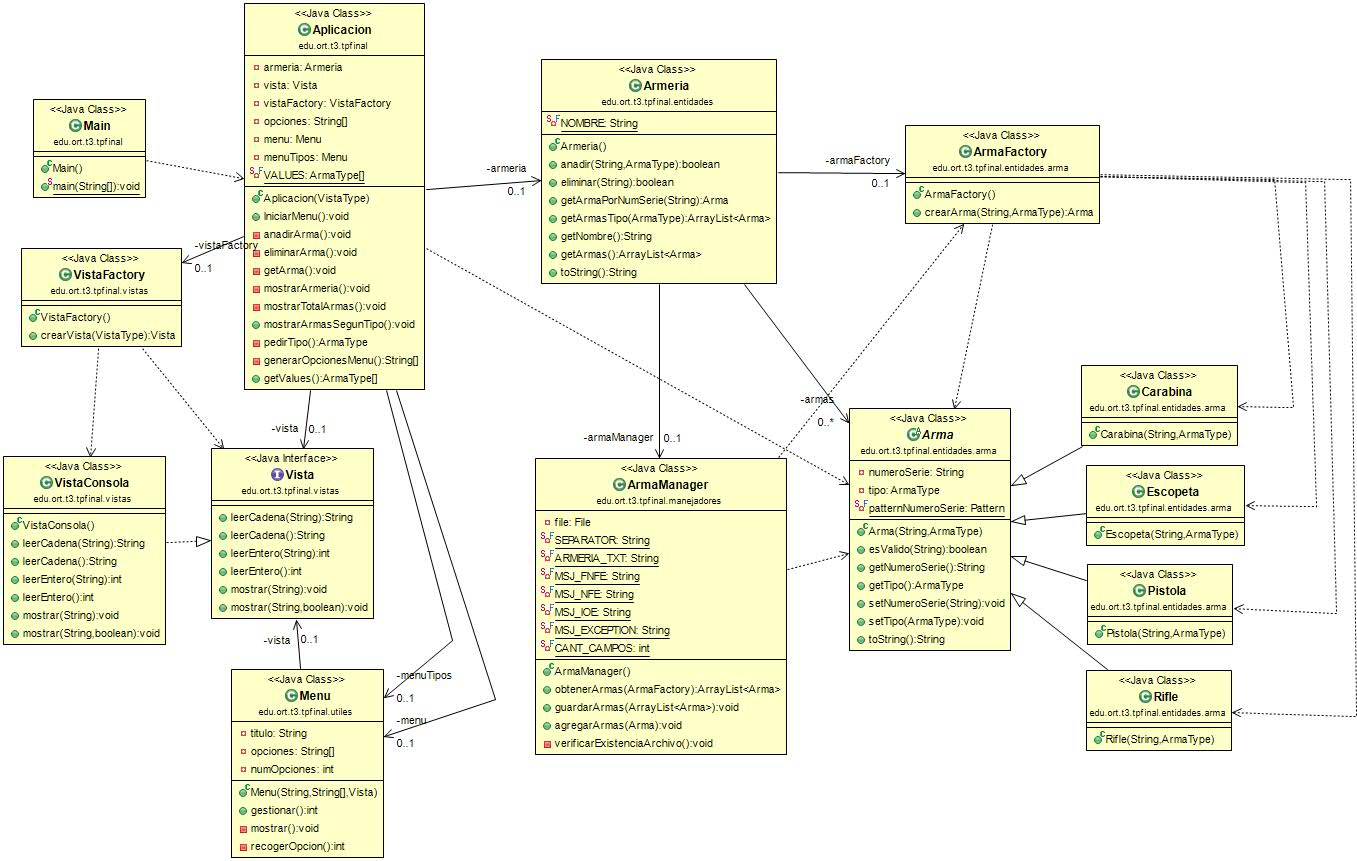 <<Java Class>>
Main
edu.ort.t3.tpfinal
Main()
main(String[]):void
<<Java Class>>
Aplicacion
edu.ort.t3.tpfinal
armeria: Armeria
vista: Vista
vistaFactory: VistaFactory
opciones: String[]
menu: Menu
menuTipos: Menu
VALUES: ArmaType[]
Aplicacion(VistaType)
IniciarMenu():void
anadirArma():void
eliminarArma():void
getArma():void
mostrarArmeria():void
mostrarTotalArmas():void
mostrarArmasSegunTipo():void
pedirTipo():ArmaType
generarOpcionesMenu():String[]
getValues():ArmaType[]
-armeria
0..1
<<Java Class>>
Armeria
edu.ort.t3.tpfinal.entidades
NOMBRE: String
Armeria()
anadir(String,ArmaType):boolean
eliminar(String):boolean
getArmaPorNumSerie(String):Arma
getArmasTipo(ArmaType):ArrayList<Arma>
getNombre():String
getArmas():ArrayList<Arma>
toString():String
-armaFactory
0..1
<<Java Class>>
ArmaFactory
edu.ort.t3.tpfinal.entidades.arma
ArmaFactory()
crearArma(String,ArmaType):Arma
-vistaFactory
0..1
<<Java Class>>
VistaFactory
edu.ort.t3.tpfinal.vistas
VistaFactory()
crearVista(VistaType):Vista
-vista
0..1
<<Java Class>>
VistaConsola
edu.ort.t3.tpfinal.vistas
VistaConsola()
leerCadena(String):String
leerCadena():String
leerEntero(String):int
leerEntero():int
mostrar(String):void
mostrar(String,boolean):void
<<Java Interface>>
Vista
edu.ort.t3.tpfinal.vistas
leerCadena(String):String
leerCadena():String
leerEntero(String):int
leerEntero():int
mostrar(String):void
mostrar(String,boolean):void
-vista
0..1
-menuTipos
0..1
-menu
0..1
<<Java Class>>
Menu
edu.ort.t3.tpfinal.utiles
titulo: String
opciones: String[]
numOpciones: int
Menu(String,String[],Vista)
gestionar():int
mostrar():void
recogerOpcion():int
-armaManager
0..1
<<Java Class>>
ArmaManager
edu.ort.t3.tpfinal.manejadores
file: File
SEPARATOR: String
ARMERIA_TXT: String
MSJ_FNFE: String
MSJ_NFE: String
MSJ_IOE: String
MSJ_EXCEPTION: String
CANT_CAMPOS: int
ArmaManager()
obtenerArmas(ArmaFactory):ArrayList<Arma>
guardarArmas(ArrayList<Arma>):void
agregarArmas(Arma):void
verificarExistenciaArchivo():void
-armas
0..*
<<Java Class>>
Arma
edu.ort.t3.tpfinal.entidades.arma
numeroSerie: String
tipo: ArmaType
patternNumeroSerie: Pattern
Arma(String,ArmaType)
esValido(String):boolean
getNumeroSerie():String
getTipo():ArmaType
setNumeroSerie(String):void
setTipo(ArmaType):void
toString():String
<<Java Class>>
Carabina
edu.ort.t3.tpfinal.entidades.arma
Carabina(String,ArmaType)
<<Java Class>>
Escopeta
edu.ort.t3.tpfinal.entidades.arma
Escopeta(String,ArmaType)
<<Java Class>>
Pistola
edu.ort.t3.tpfinal.entidades.arma
Pistola(String,ArmaType)
<<Java Class>>
Rifle
edu.ort.t3.tpfinal.entidades.arma
Rifle(String,ArmaType)